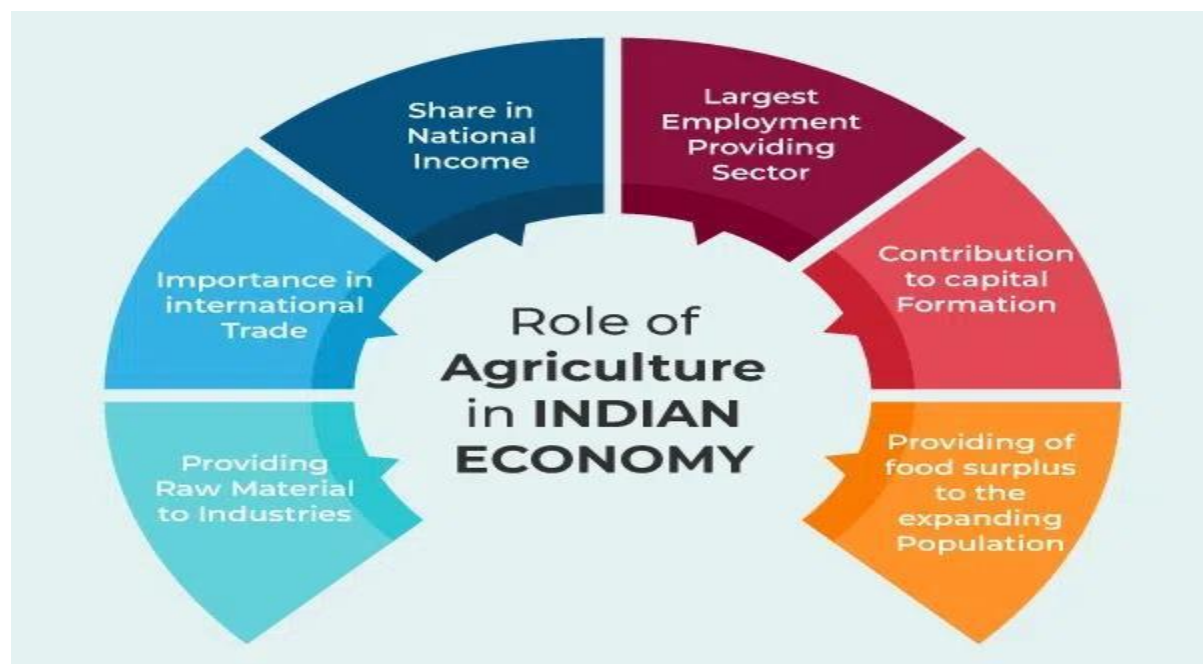 Share in
National
Income
Largest
Employment
Providing
Sector
Importance in
international
Trade
Contribution
to capital
Formation
Role of
Agriculture
in INDIAN
ECONOMY
Providing
Raw Material
to Industries
Providing of
food surplus
to the
expanding
Population